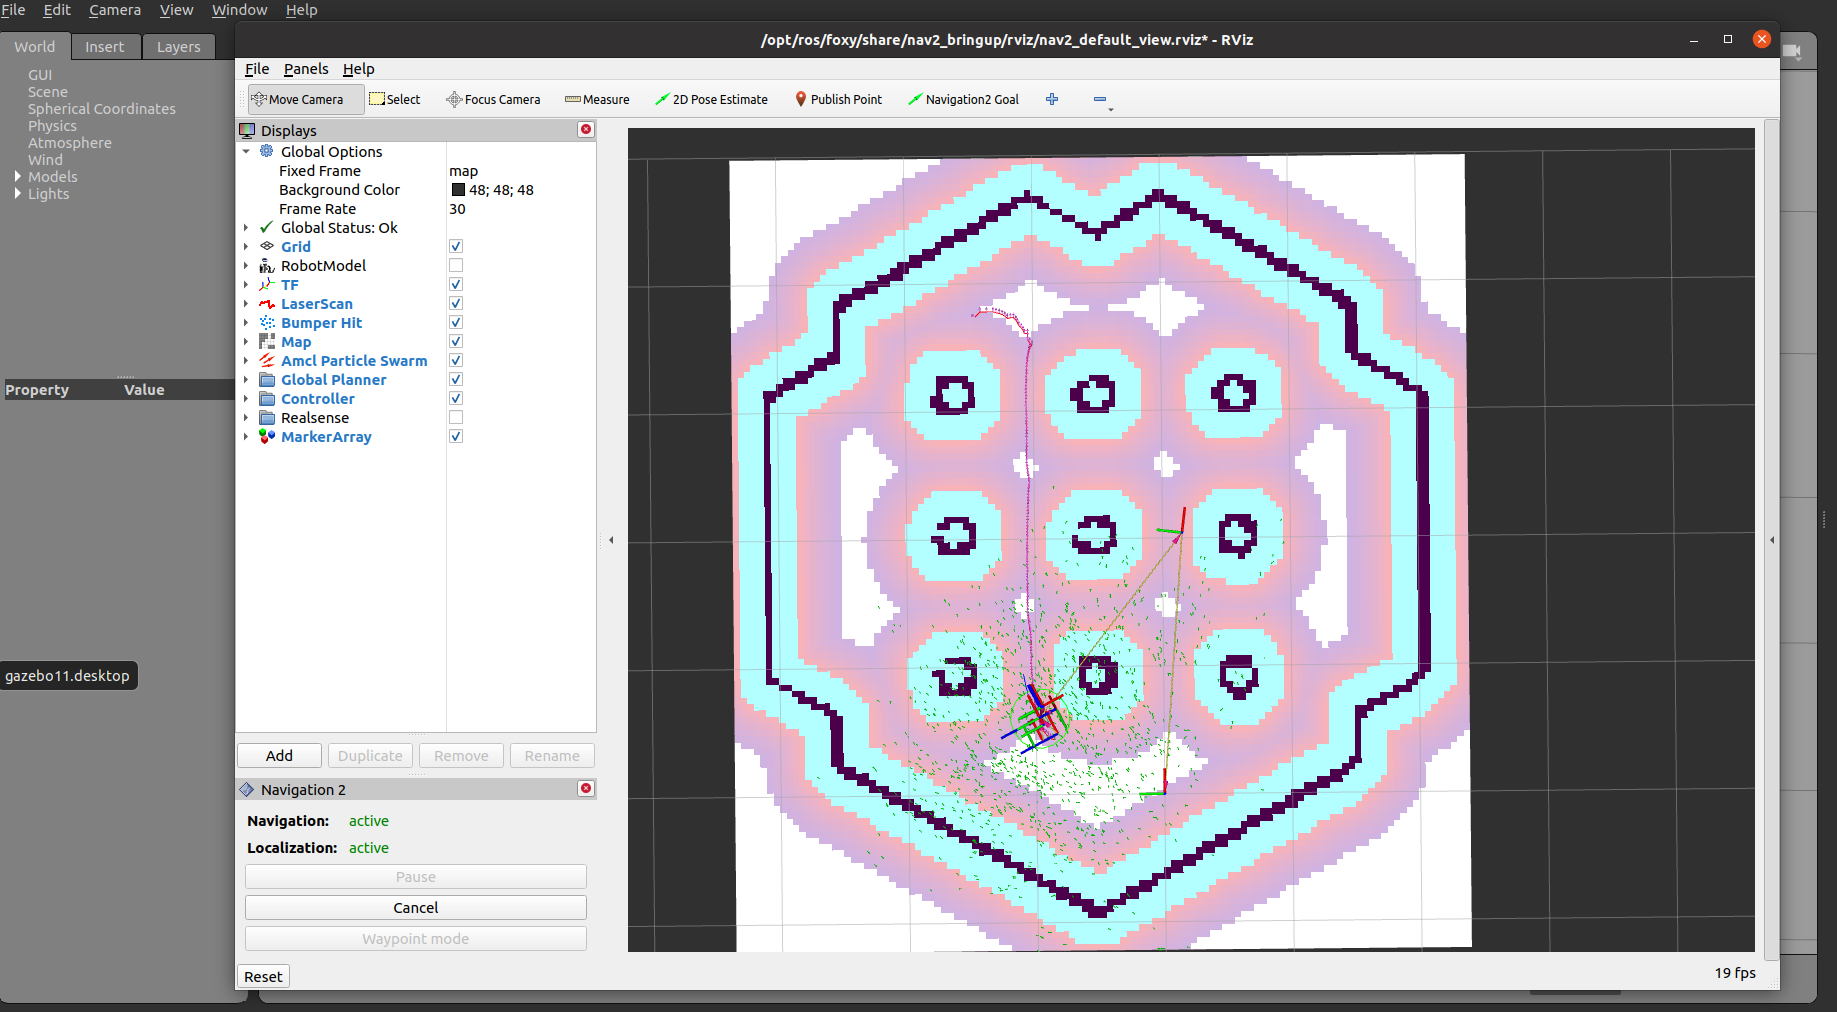 File Edit Camera View Window Help
/opt/ros/foxy/share/nav2_bringup/rviz/nav2_default_view.rviz* - RViz
World Insert Layers
File Panels Help
GUI
Scene
Spherical Coordinates
Physics
Atmosphere
Wind
Models
Lights
Move Camera Select Focus Camera Measure 2D Pose Estimate Publish Point Navigation2 Goal
Displays
Global Options
Fixed Frame map
Background Color 48; 48; 48
Frame Rate 30
Global Status: Ok
Grid
RobotModel
TF
LaserScan
Bumper Hit
Map
Amcl Particle Swarm
Global Planner
Controller
Realsense
MarkerArray
Property Value
gazebo11.desktop
Add Duplicate Remove Rename
Navigation 2
Navigation: active
Localization: active
Pause
Cancel
Waypoint mode
Reset
19 fps